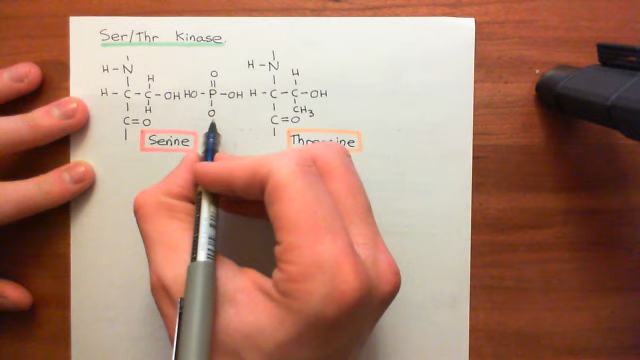 Ser/Thr Kinase
H-N
H
H-C-C-OH
H
C=O
Serine
O
HO-P-OH
O
H-N
H
H-C-C-OH
CH3
C=O